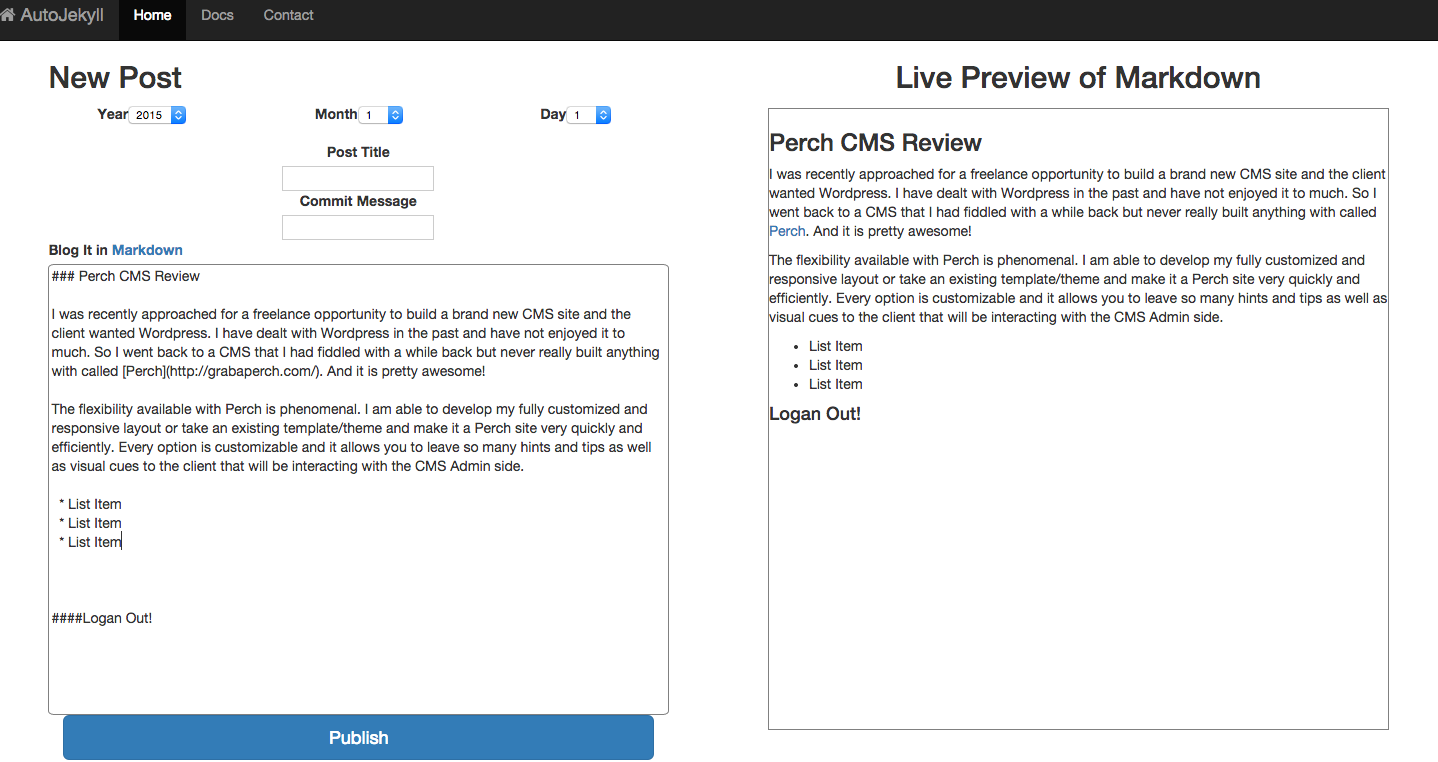 AutoJekyll Home Docs Contact
New Post
Year 2015 Month 1 Day 1
Post Title
Commit Message
Blog It in Markdown
### Perch CMS Review
I was recently approached for a freelance opportunity to build a brand new CMS site and the
client wanted Wordpress. I have dealt with Wordpress in the past and have not enjoyed it to
much. So I went back to a CMS that I had fiddled with a while back but never really built anything
with called [Perch](http://grabaperch.com/). And it is pretty awesome!
The flexibility available with Perch is phenomenal. I am able to develop my fully customized and
responsive layout or take an existing template/theme and make it a Perch site very quickly and
efficiently. Every option is customizable and it allows you to leave so many hints and tips as well
as visual cues to the client that will be interacting with the CMS Admin side.
* List Item
* List Item
* List Item
####Logan Out!
Publish
Live Preview of Markdown
Perch CMS Review
I was recently approached for a freelance opportunity to build a brand new CMS site and the client
wanted Wordpress. I have dealt with Wordpress in the past and have not enjoyed it to much. So I
went back to a CMS that I had fiddled with a while back but never really built anything with called
Perch. And it is pretty awesome!
The flexibility available with Perch is phenomenal. I am able to develop my fully customized and
responsive layout or take an existing template/theme and make it a Perch site very quickly and
efficiently. Every option is customizable and it allows you to leave so many hints and tips as well as
visual cues to the client that will be interacting with the CMS Admin side.
• List Item
• List Item
• List Item
Logan Out!